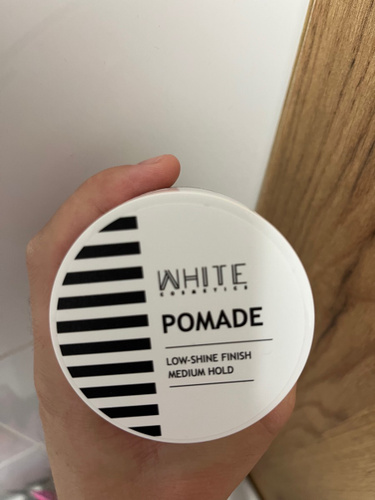 WHITE
COSMETICS
POMADE
LOW-SHINE FINISH
MEDIUM HOLD